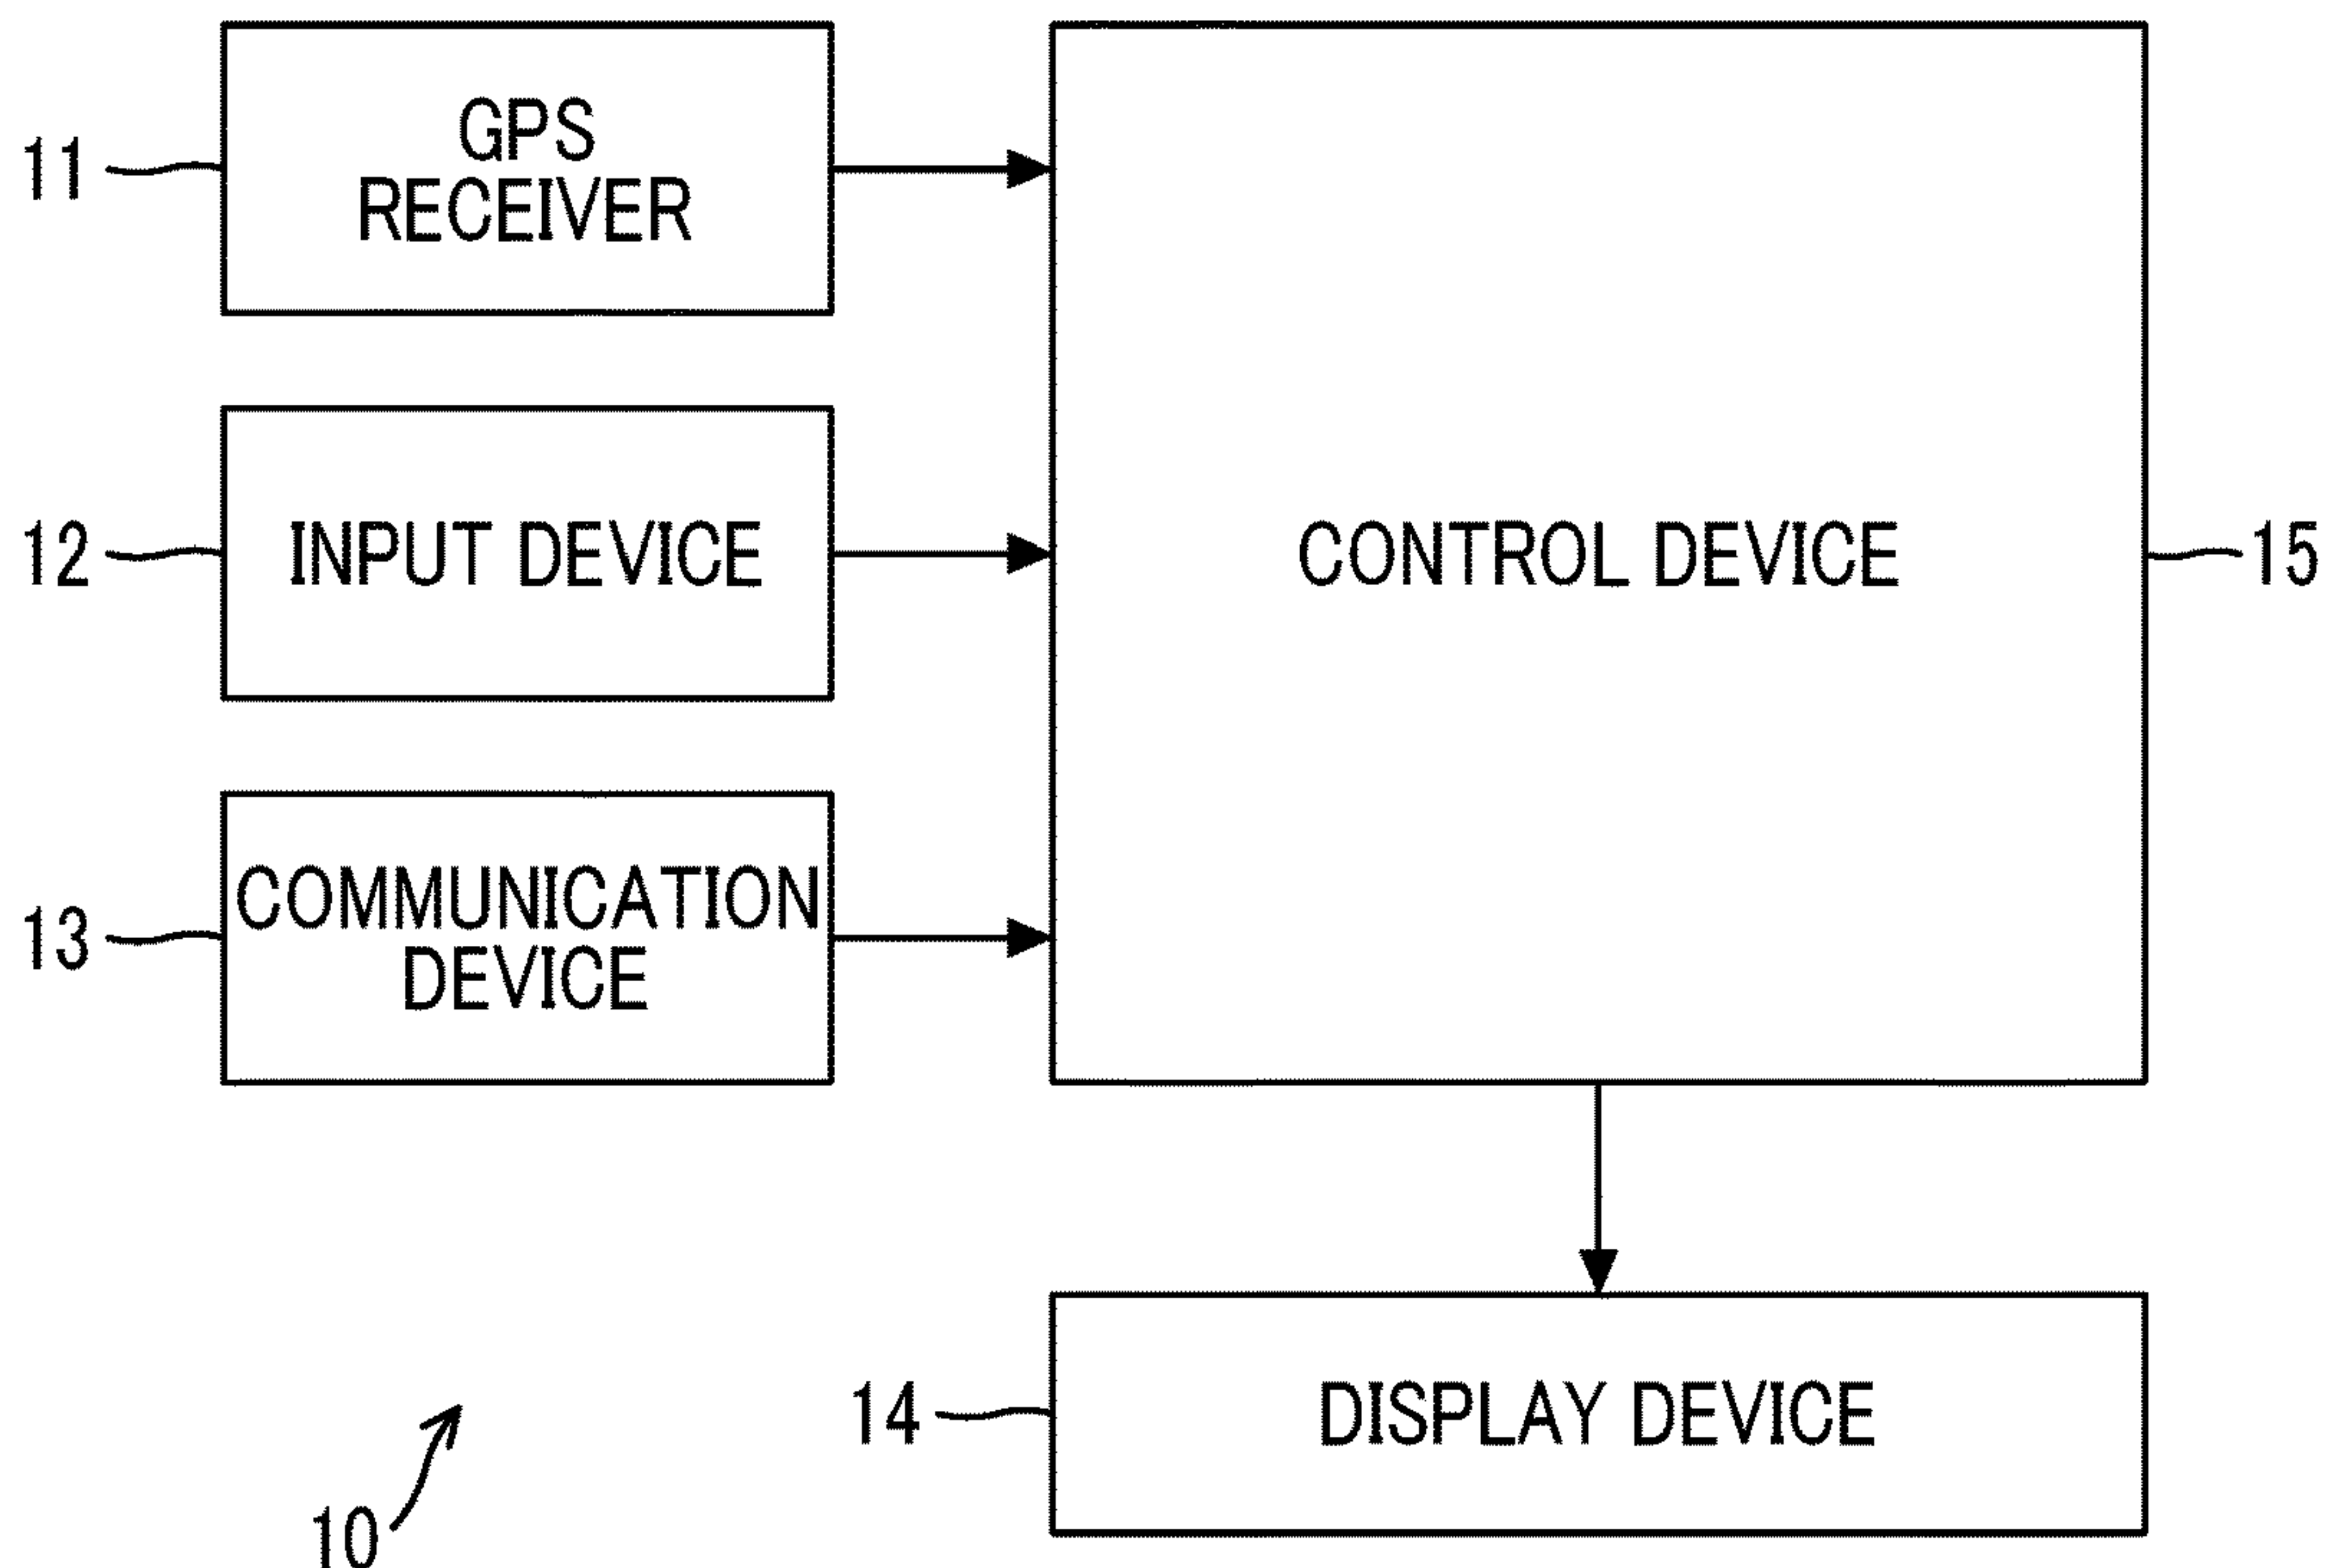 GPS
RECEIVER
11
INPUT DEVICE
12
CONTROL DEVICE
15
COMMUNICATION
DEVICE
13
14
DISPLAY DEVICE
10